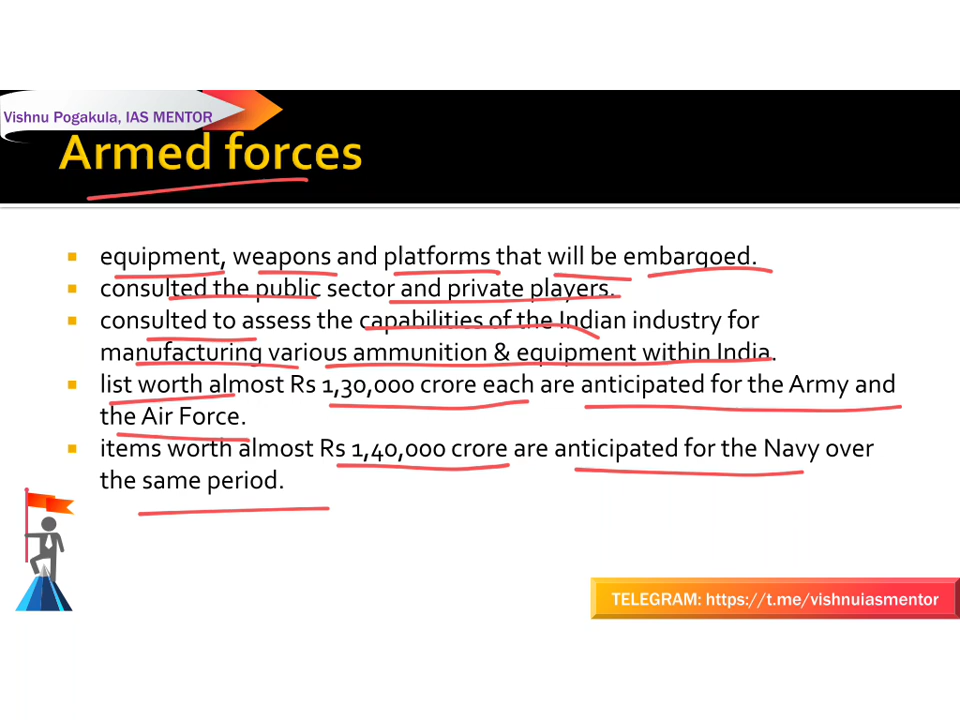 Vishnu Pogakula, IAS MENTOR
Armed forces
equipment, weapons and platforms that will be embargoed.
consulted the public sector and private players.
consulted to assess the capabilities of the Indian industry for
manufacturing various ammunition & equipment within India.
list worth almost Rs 1,30,000 crore each are anticipated for the Army and
the Air Force.
items worth almost Rs 1,40,000 crore are anticipated for the Navy over
the same period.
TELEGRAM: https://t.me/vishnuiasmentor